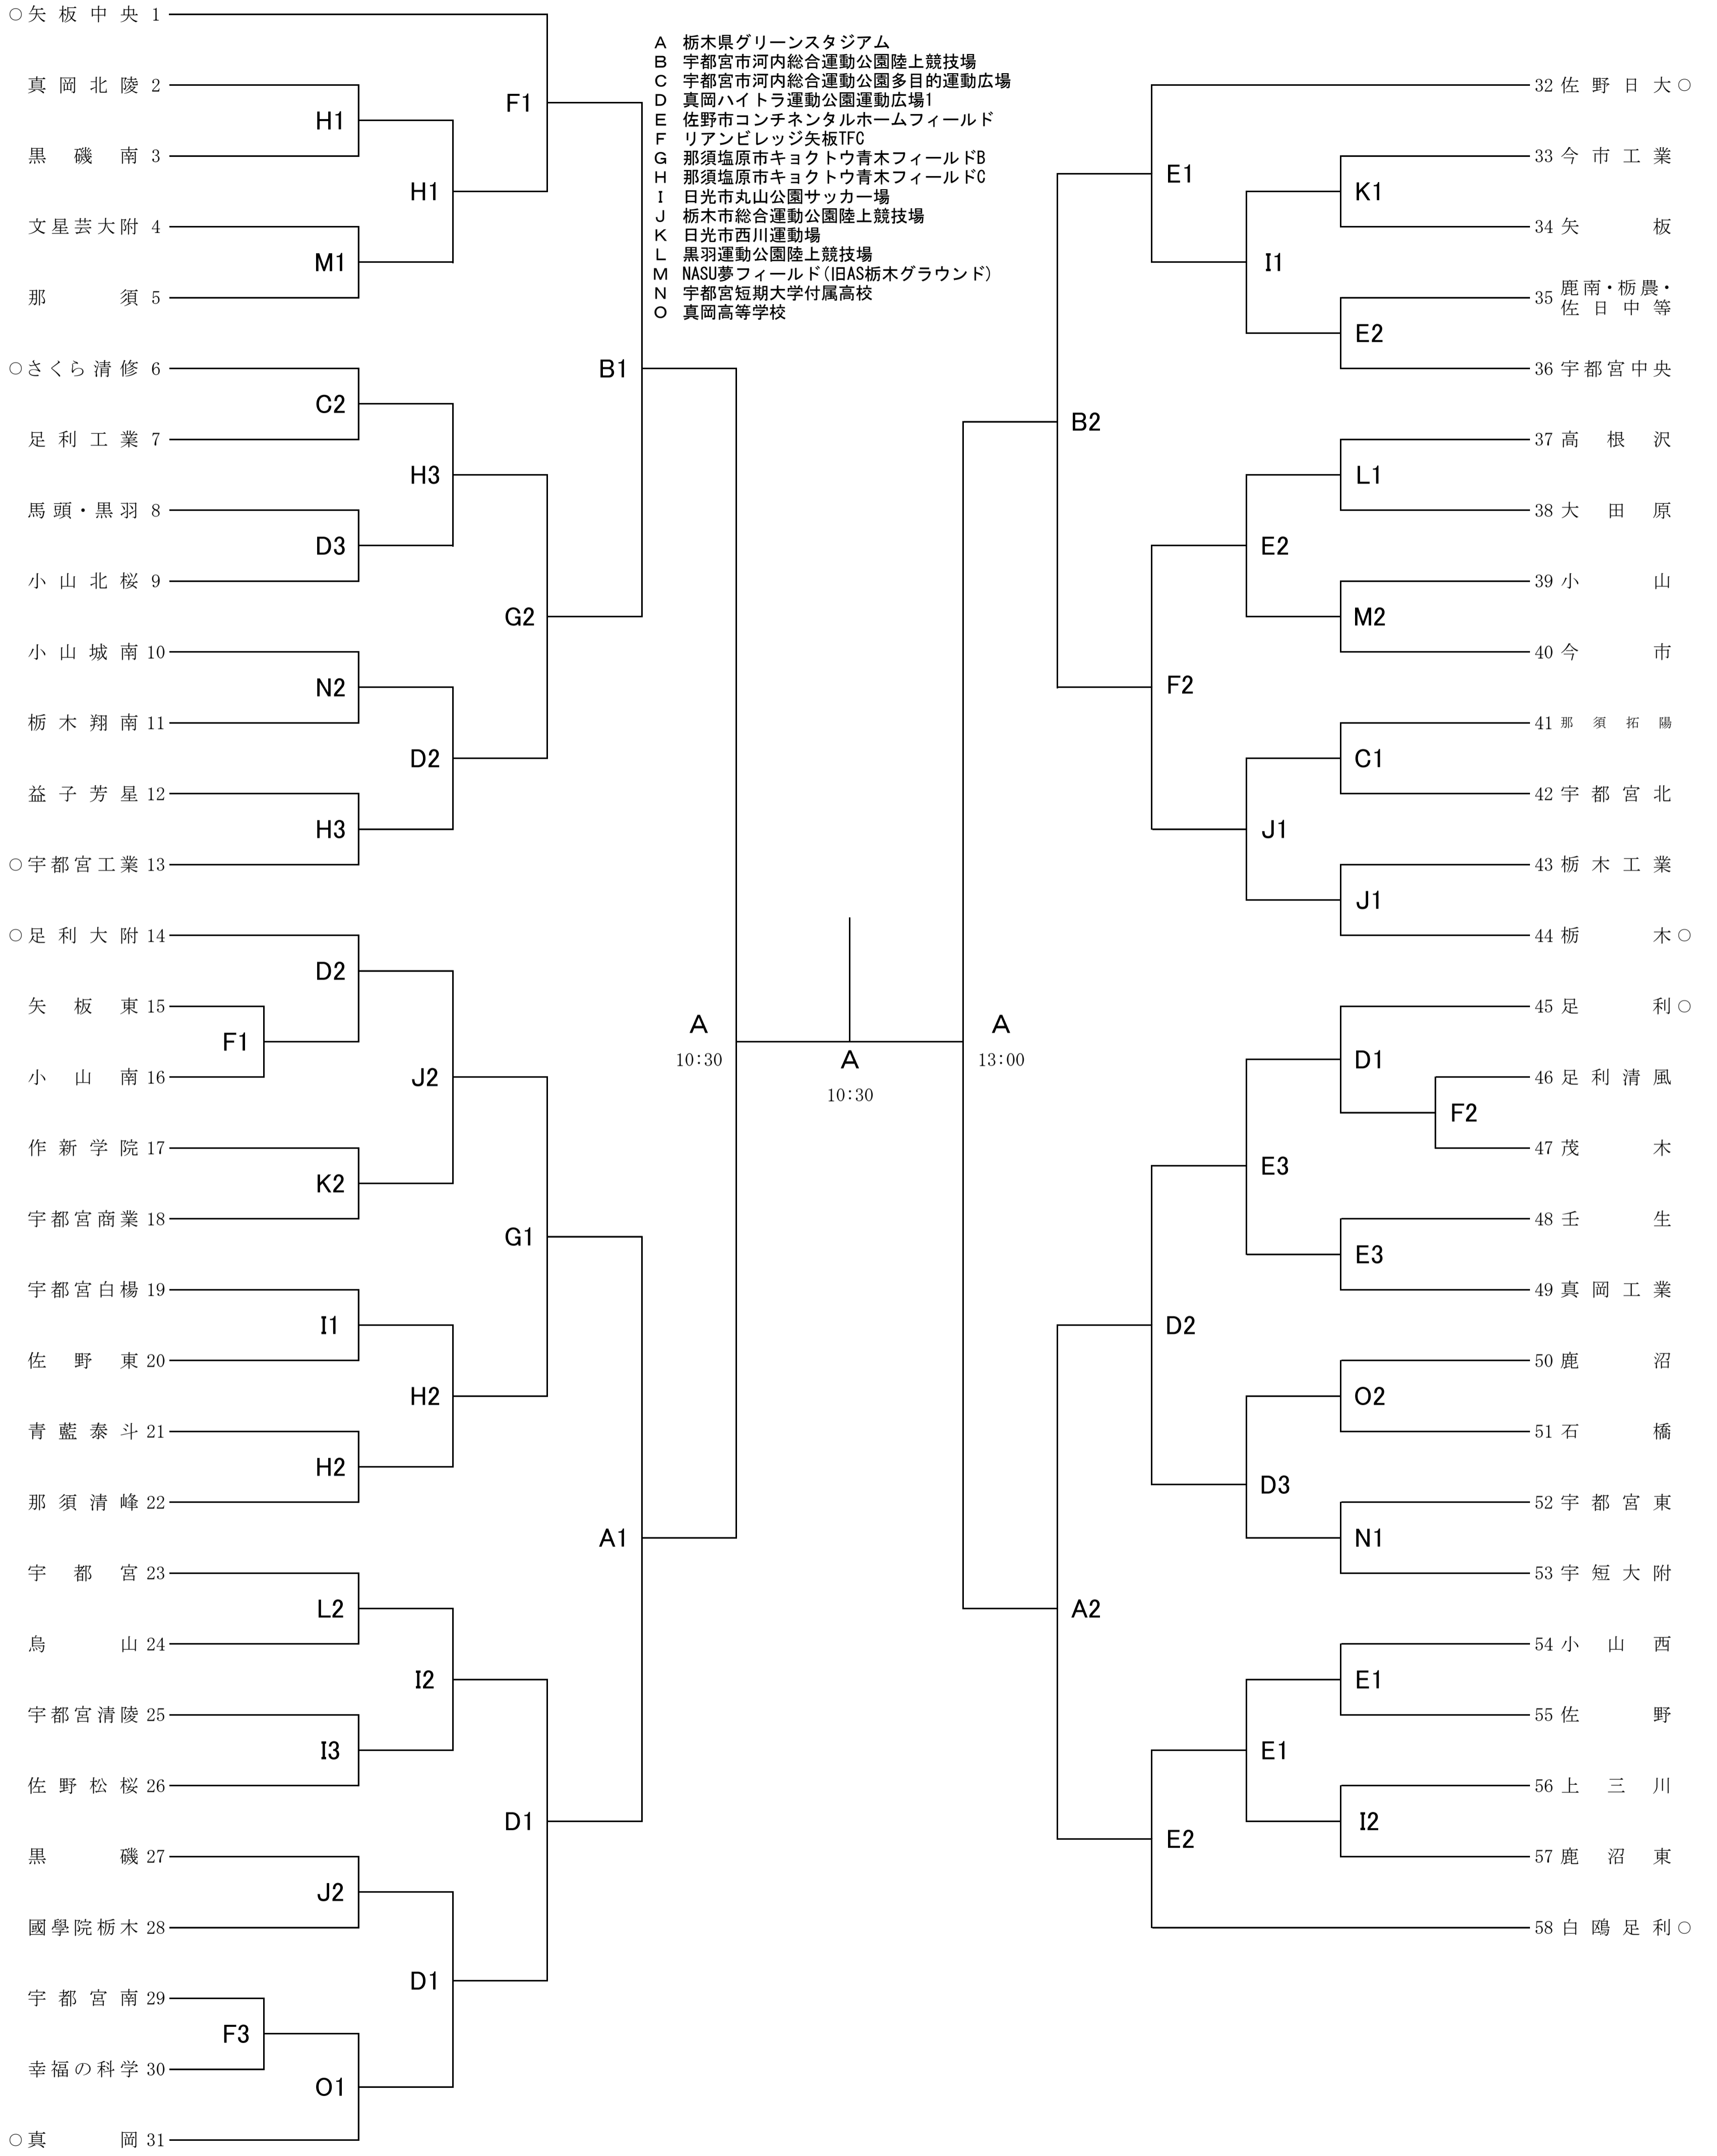 ○矢板中央 1
真岡北陵 2
黒磯南 3
文星芸大附 4
那須 5
○さくら清修 6
足利工業 7
馬頭・黒羽 8
小山北桜 9
小山城南 10
栃木翔南 11
益子芳星 12
○宇都宮工業 13
○足利大附 14
矢板東 15
小山南 16
作新学院 17
宇都宮商業 18
宇都宮白楊 19
佐野東 20
青藍泰斗 21
那須清峰 22
宇都宮 23
烏山 24
宇都宮清陵 25
佐野松桜 26
黒磯 27
國學院栃木 28
宇都宮南 29
幸福の科学 30
○真岡 31
F1
F3
H1
M1
C2
D3
N2
H3
D2
K2
I1
H2
L2
I3
J2
O1
H1
H3
D2
J2
H2
I2
D1
F1
G2
G1
D1
B1
A1
A 栃木県グリーンスタジアム
B 宇都宮市河内総合運動公園陸上競技場
C 宇都宮市河内総合運動公園多目的運動広場
D 真岡ハイトラ運動公園運動広場1
E 佐野市コンチネンタルホームフィールド
F リアンビレッジ矢板TFC
G 那須塩原市キョクトウ青木フィールドB
H 那須塩原市キョクトウ青木フィールドC
I 日光市丸山公園サッカー場
J 栃木市総合運動公園陸上競技場
K 日光市西川運動場
L 黒羽運動公園陸上競技場
M NASU夢フィールド(旧AS栃木グラウンド)
N 宇都宮短期大学付属高校
O 真岡高等学校
A
10:30
A
10:30
A
13:00
B2
A2
E1
F2
D2
E2
I1
E2
J1
E3
D3
E1
K1
E2
L1
M2
C1
J1
D1
E3
O2
N1
E1
I2
F2
32 佐野日大○
33 今市工業
34 矢板
35 鹿南・栃農・
佐日中等
36 宇都宮中央
37 高根沢
38 大田原
39 小山
40 今市
41 那須拓陽
42 宇都宮北
43 栃木工業
44 栃木○
45 足利○
46 足利清風
47 茂木
48 壬生
49 真岡工業
50 鹿沼
51 石橋
52 宇都宮東
53 宇短大附
54 小山西
55 佐野
56 上三川
57 鹿沼東
58 白鴎足利○